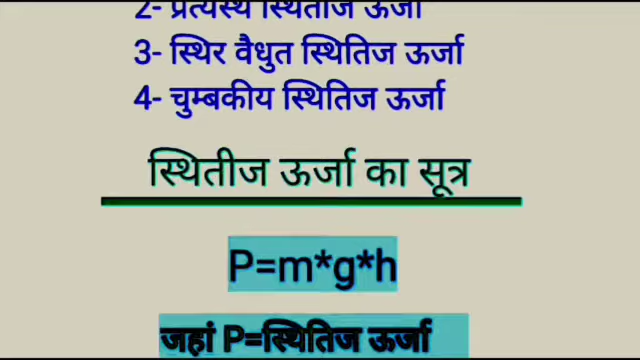 2- प्रत्यस्थ स्थितीज ऊर्जा
3- स्थिर वैधुत स्थितिज ऊर्जा
4- चुम्बकीय स्थितिज ऊर्जा
स्थितीज ऊर्जा का सूत्र
P=m*g*h
जहां P=स्थितिज ऊर्जा